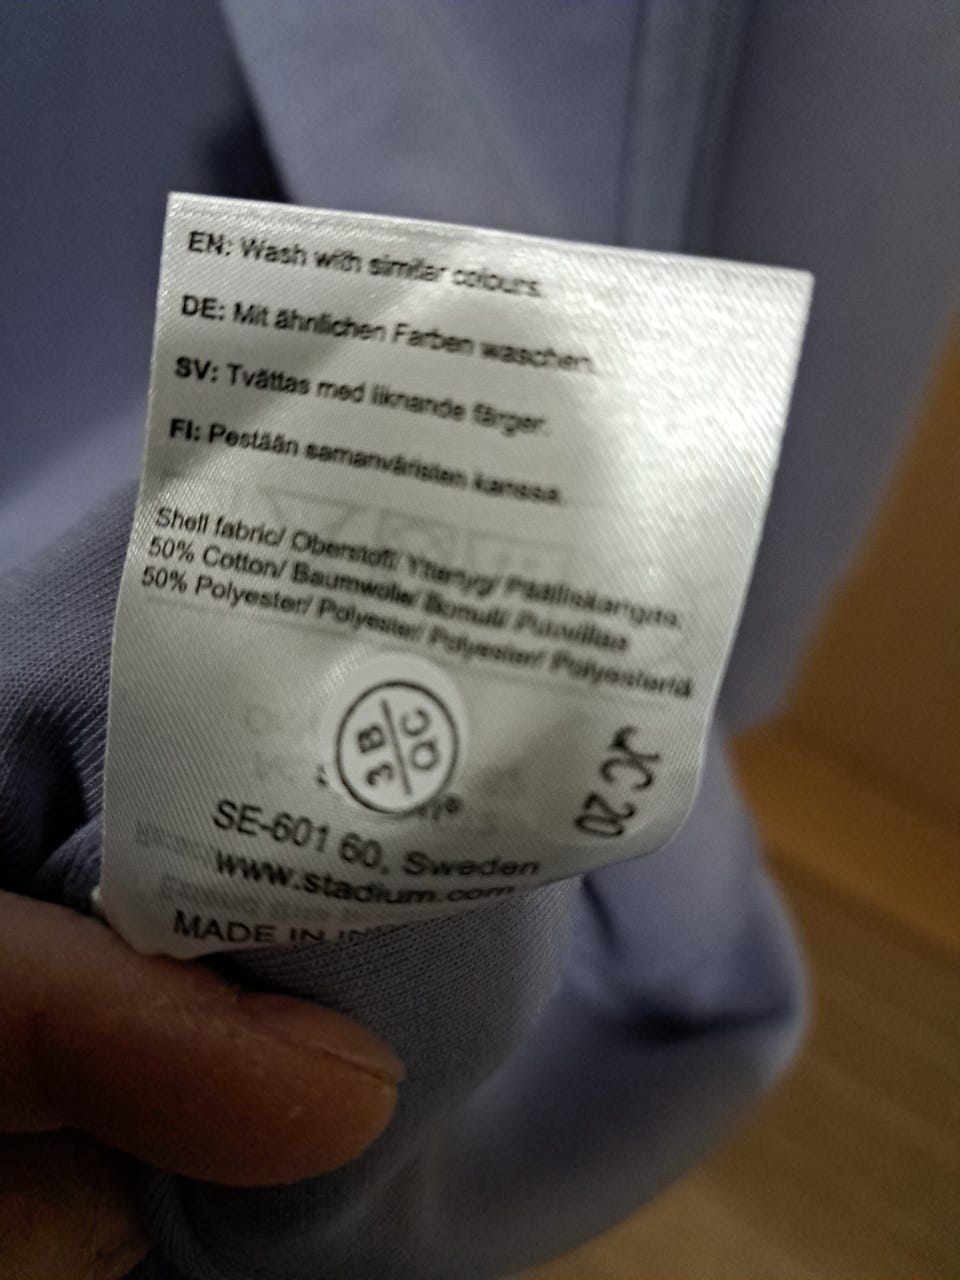 EN: Wash with similar colours.
DE: Mit ähnlichen Farben waschen.
SV: Tvättas med liknande färger.
FI: Pestään samanväristen kanssa.
Shell fabric/ Oberstoff/ Yttertyg/ Päälliskangas,
50% Cotton/ Baumwolle/ Bomull/ Puuvillaa
50% Polyester/ Polyester/ Polyester/ Polyesteriä
3B
QC
JC 20
SE-601 60, Sweden
www.stadium.com
MADE IN